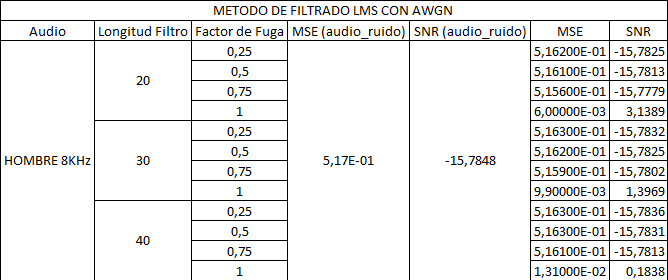 METODO DE FILTRADO LMS CON AWGN
Audio Longitud Filtro Factor de Fuga MSE (audio_ruido) SNR (audio_ruido) MSE SNR
HOMBRE 8KHz 20 0,25 5,17E-01 -15,7848 5,16200E-01 -15,7825
0,5 5,16100E-01 -15,7813
0,75 5,15600E-01 -15,7779
1 6,00000E-03 3,1389
30 0,25 5,16300E-01 -15,7832
0,5 5,16200E-01 -15,7825
0,75 5,15900E-01 -15,7802
1 9,90000E-03 1,3969
40 0,25 5,16300E-01 -15,7836
0,5 5,16300E-01 -15,7831
0,75 5,16100E-01 -15,7813
1 1,31000E-02 0,1838